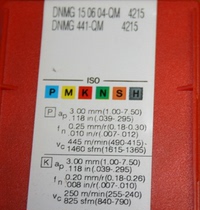 DNMG 15 06 04-QM 4215
DNMG 441-QM 4215
ISO
P M K N S H
P ap 3.00 mm(1.00-7.50)
.118 in (.039-.295)
fn 0.25 mm/r(0.18-0.30)
.010 in/r(.007-.012)
vc 445 m/min(490-415)
1460 sfm(1615-1365)
K ap 3.00 mm(1.00-7.50)
.118 in (.039-.295)
fn 0.20 mm/r(0.18-0.26)
.008 in/r(.007-.010)
vc 250 m/min(255-240)
825 sfm(840-790)